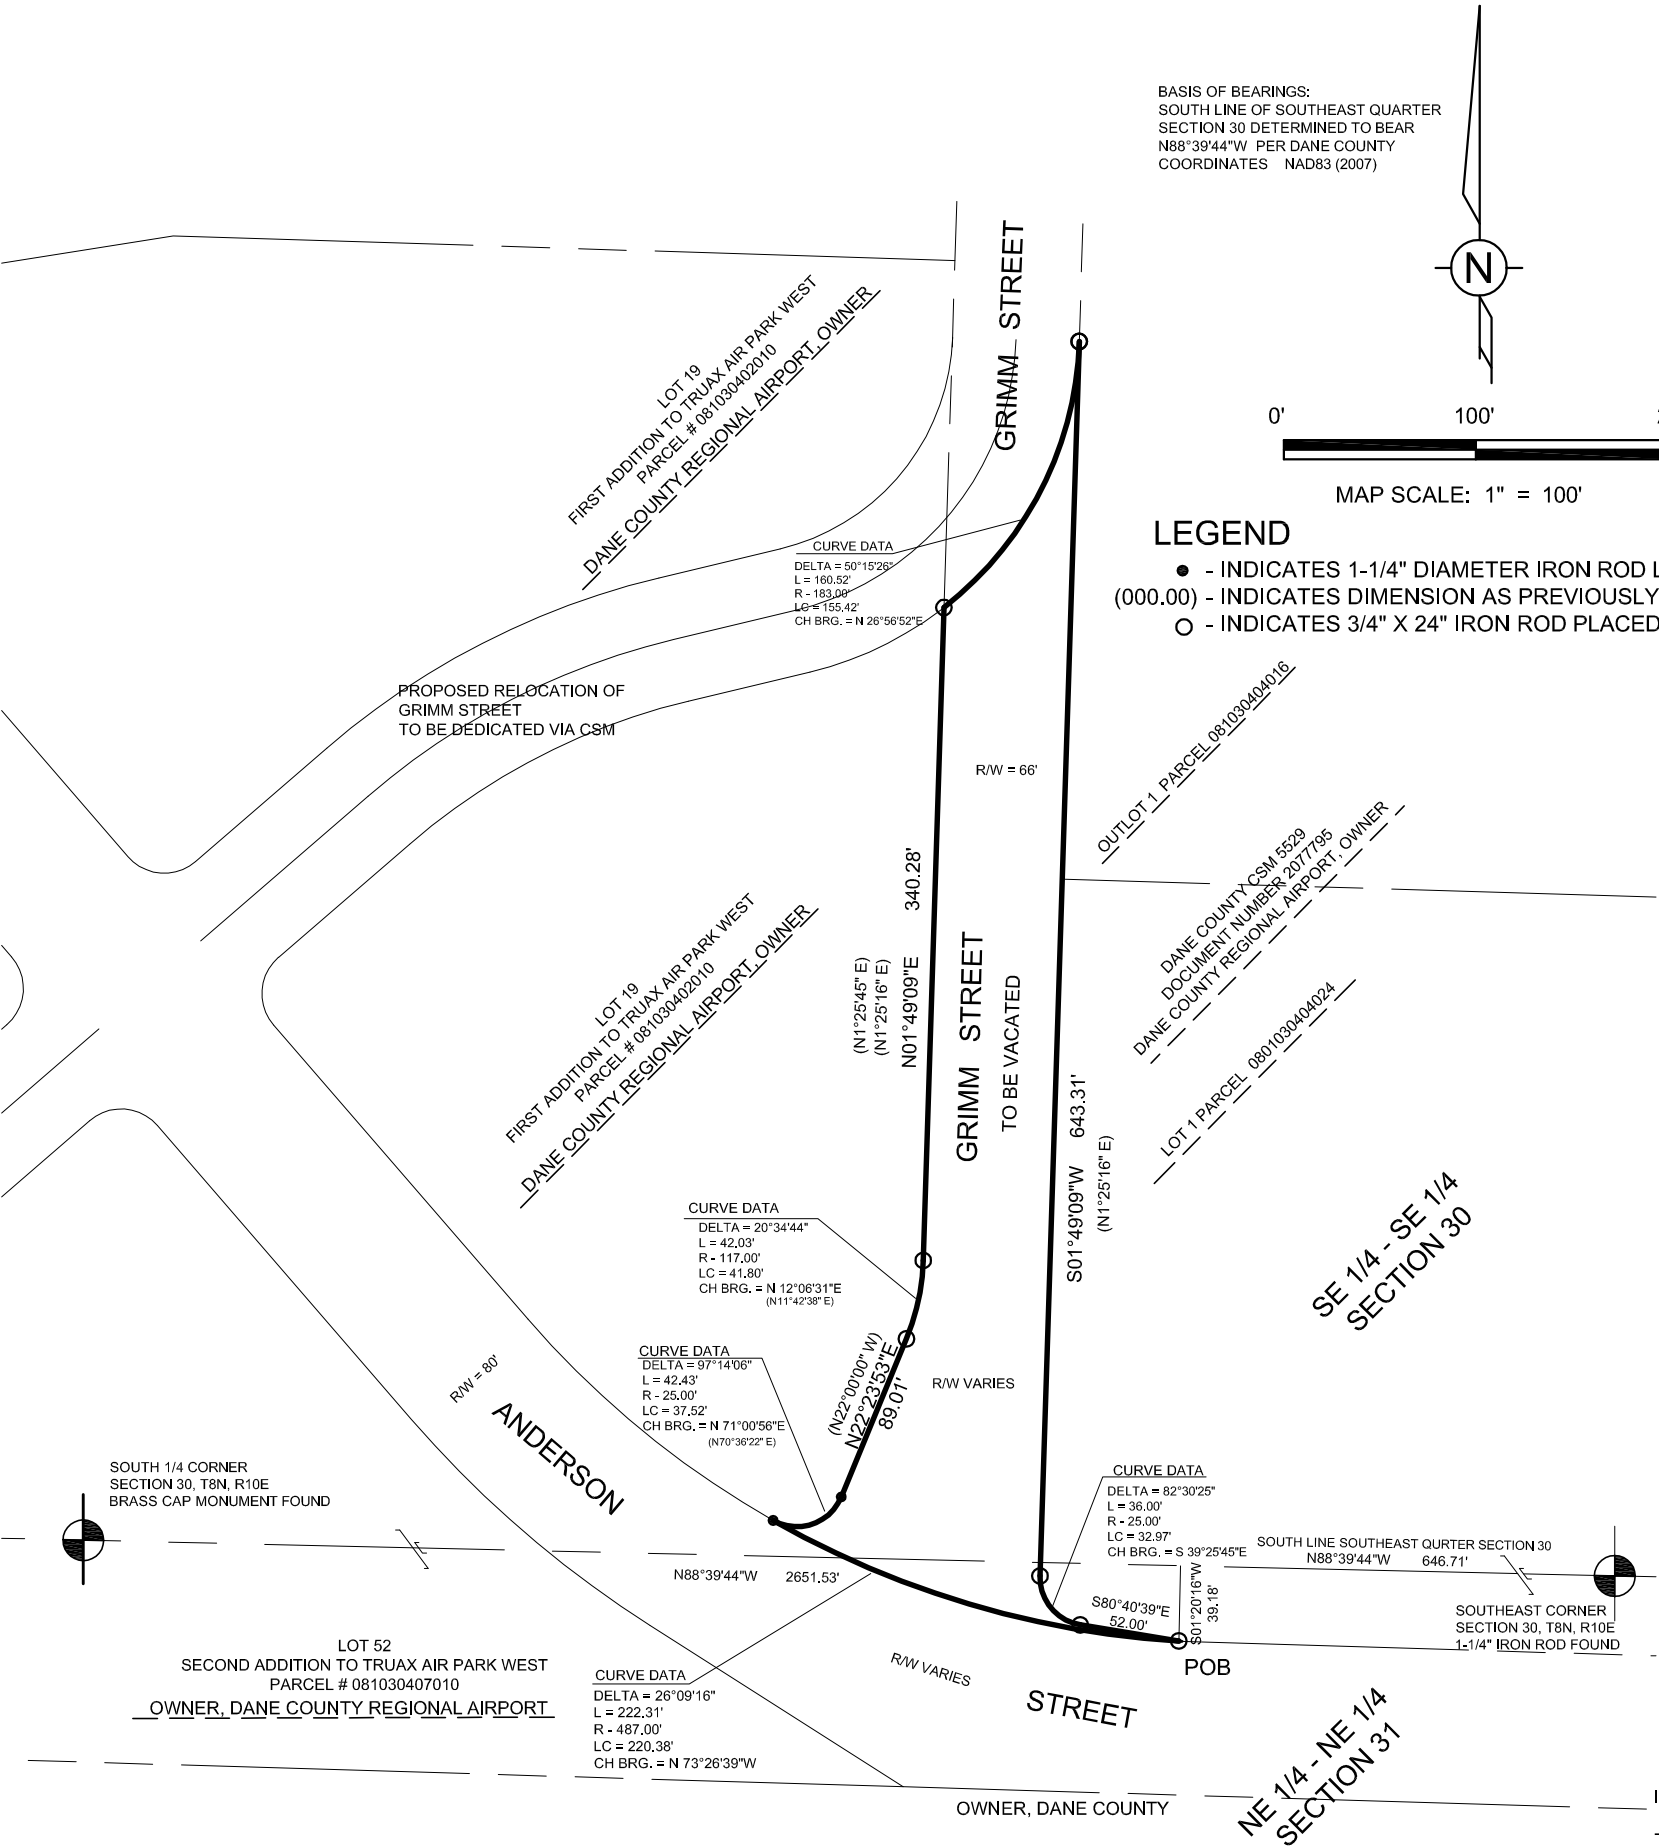 BASIS OF BEARINGS:
SOUTH LINE OF SOUTHEAST QUARTER
SECTION 30 DETERMINED TO BEAR
N88°39'44"W PER DANE COUNTY
COORDINATES NAD83 (2007)
N
0'
100'
MAP SCALE: 1" = 100'
LEGEND
- INDICATES 1-1/4" DIAMETER IRON ROD
(000.00) - INDICATES DIMENSION AS PREVIOUSLY
- INDICATES 3/4" X 24" IRON ROD PLACED
GRIMM STREET
LOT 19
FIRST ADDITION TO TRUAX AIR PARK WEST
PARCEL # 081030402010
DANE COUNTY REGIONAL AIRPORT, OWNER
CURVE DATA
DELTA = 50°15'26"
L = 160.52'
R - 183.00'
LC = 155.42'
CH BRG. = N 26°56'52"E
PROPOSED RELOCATION OF
GRIMM STREET
TO BE DEDICATED VIA CSM
R/W = 66'
OUTLOT 1 PARCEL 081030404016
DANE COUNTY CSM 5529
DOCUMENT NUMBER 2077795
DANE COUNTY REGIONAL AIRPORT, OWNER
LOT 1 PARCEL 0801030404024
(N1°25'45" E)
(N1°25'16" E)
N01°49'09"E 340.28'
GRIMM STREET
TO BE VACATED
S01°49'09"W 643.31'
(N1°25'16" E)
LOT 19
FIRST ADDITION TO TRUAX AIR PARK WEST
PARCEL # 081030402010
DANE COUNTY REGIONAL AIRPORT, OWNER
SE 1/4 - SE 1/4
SECTION 30
CURVE DATA
DELTA = 20°34'44"
L = 42.03'
R - 117.00'
LC = 41.80'
CH BRG. = N 12°06'31"E
(N11°42'38" E)
CURVE DATA
DELTA = 97°14'06"
L = 42.43'
R - 25.00'
LC = 37.52'
CH BRG. = N 71°00'56"E
(N70°36'22" E)
(N22°00'00" W)
N22°23'53"E
89.01'
R/W VARIES
R/W = 80'
ANDERSON
SOUTH 1/4 CORNER
SECTION 30, T8N, R10E
BRASS CAP MONUMENT FOUND
CURVE DATA
DELTA = 82°30'25"
L = 36.00'
R - 25.00'
LC = 32.97'
CH BRG. = S 39°25'45"E
SOUTH LINE SOUTHEAST QURTER SECTION 30
N88°39'44"W 646.71'
N88°39'44"W 2651.53'
S80°40'39"E
52.00'
S01°20'16"W
39.18'
SOUTHEAST CORNER
SECTION 30, T8N, R10E
1-1/4" IRON ROD FOUND
POB
LOT 52
SECOND ADDITION TO TRUAX AIR PARK WEST
PARCEL # 081030407010
OWNER, DANE COUNTY REGIONAL AIRPORT
CURVE DATA
DELTA = 26°09'16"
L = 222.31'
R - 487.00'
LC = 220.38'
CH BRG. = N 73°26'39"W
R/W VARIES
STREET
NE 1/4 - NE 1/4
SECTION 31
OWNER, DANE COUNTY